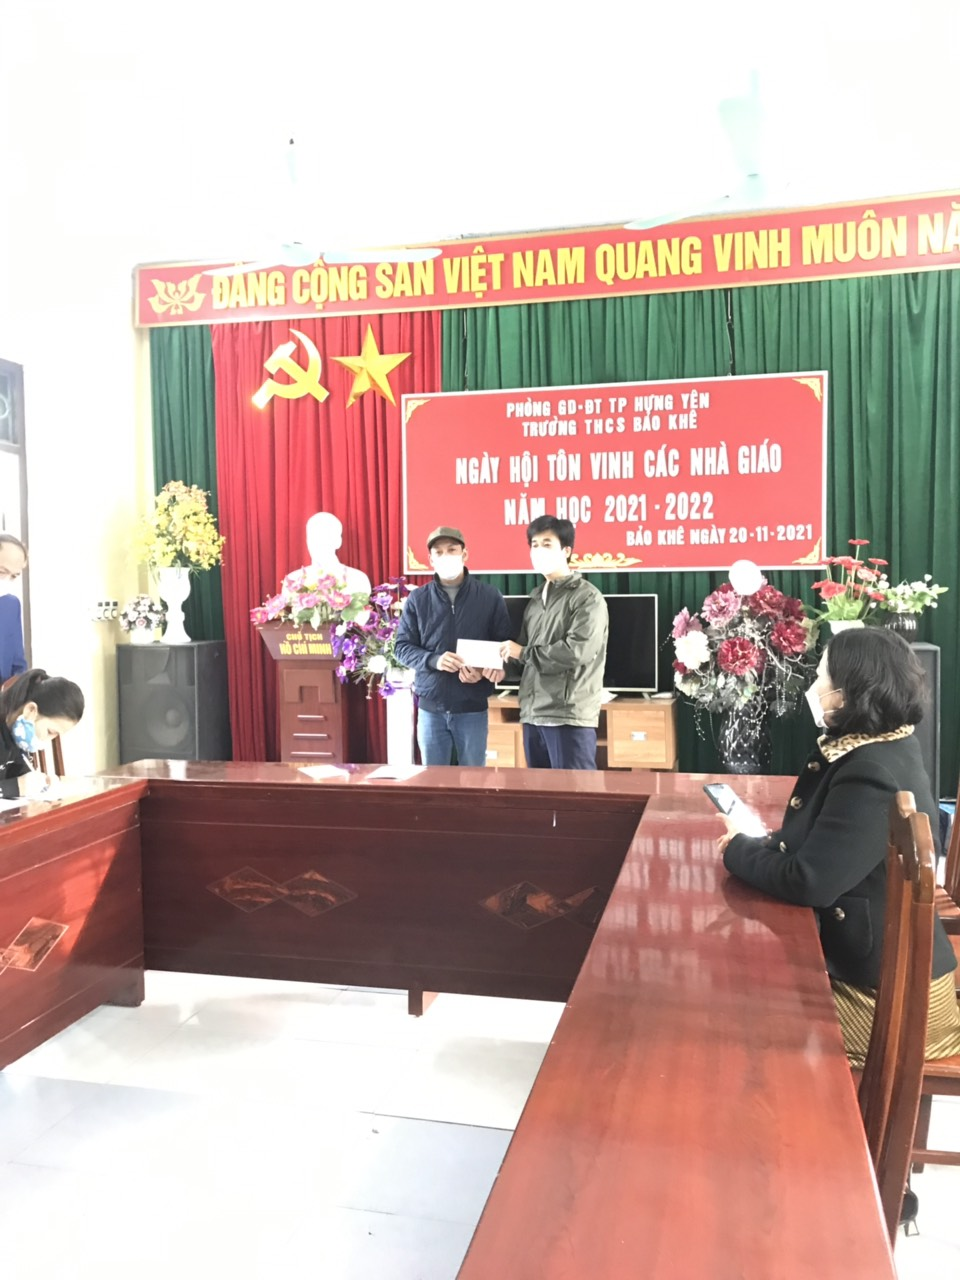 ĐẢNG CỘNG SẢN VIỆT NAM QUANG VINH MUÔN NĂ
PHÒNG GD-ĐT TP HƯNG YÊN
TRƯỜNG THCS BẢO KHÊ
NGÀY HỘI TÔN VINH CÁC NHÀ GIÁO
NĂM HỌC 2021-2022
BẢO KHÊ NGÀY 20-11-2021
CHỦ TỊCH
HỒ CHÍ MINH